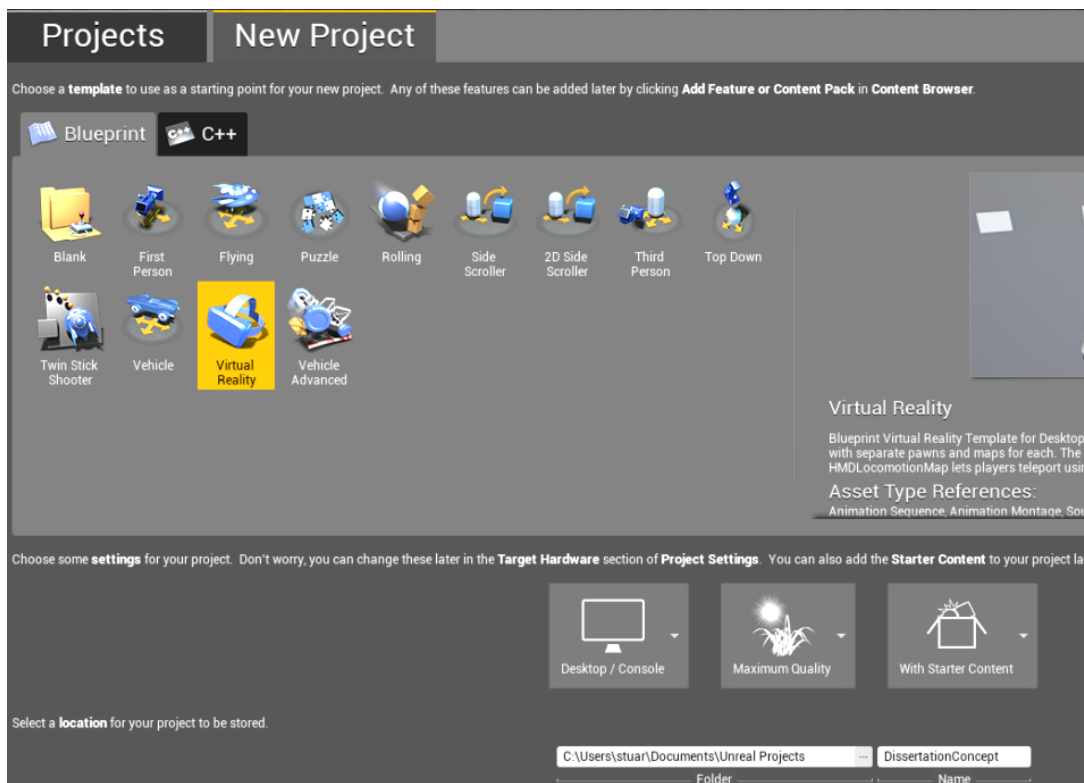 Projects
New Project
Choose a template to use as a starting point for your new project. Any of these features can be added later by clicking Add Feature or Content Pack in Content Browser.
Blueprint
C++
Blank
First
Person
Flying
Puzzle
Rolling
Side
Scroller
2D Side
Scroller
Third
Person
Top Down
Twin Stick
Shooter
Vehicle
Virtual
Reality
Vehicle
Advanced
Virtual Reality
Blueprint Virtual Reality Template for Desktop
with separate pawns and maps for each. The
HMDLocomotionMap lets players teleport usin
Asset Type References:
Animation Sequence, Animation Montage, Sou
Choose some settings for your project. Don't worry, you can change these later in the Target Hardware section of Project Settings. You can also add the Starter Content to your project la
Desktop / Console
Maximum Quality
With Starter Content
Select a location for your project to be stored.
C:\Users\stuar\Documents\Unreal Projects
...
DissertationConcept
Folder
Name